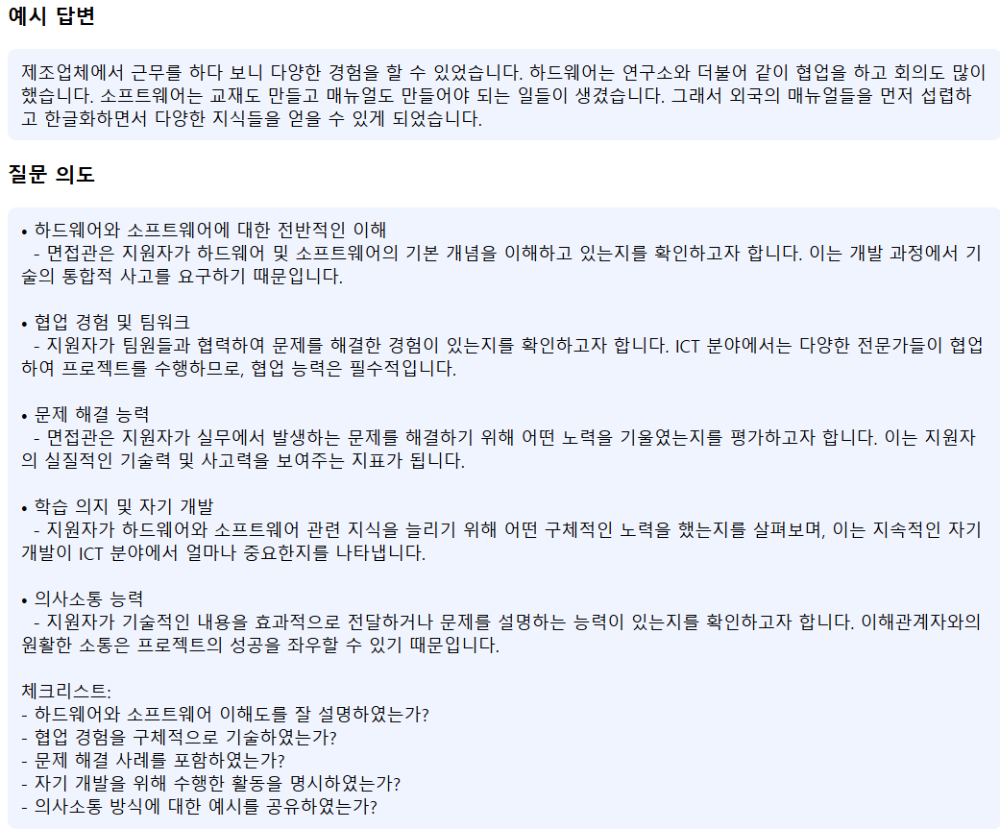 예시 답변
제조업체에서 근무를 하다 보니 다양한 경험을 할 수 있었습니다. 하드웨어는 연구소와 더불어 같이 협업을 하고 회의도 많이
했습니다. 소프트웨어는 교재도 만들고 매뉴얼도 만들어야 되는 일들이 생겼습니다. 그래서 외국의 매뉴얼들을 먼저 섭렵하
고 한글화하면서 다양한 지식들을 얻을 수 있게 되었습니다.
질문 의도
• 하드웨어와 소프트웨어에 대한 전반적인 이해
- 면접관은 지원자가 하드웨어 및 소프트웨어의 기본 개념을 이해하고 있는지를 확인하고자 합니다. 이는 개발 과정에서 기
술의 통합적 사고를 요구하기 때문입니다.
• 협업 경험 및 팀워크
- 지원자가 팀원들과 협력하여 문제를 해결한 경험이 있는지를 확인하고자 합니다. ICT 분야에서는 다양한 전문가들이 협업
하여 프로젝트를 수행하므로, 협업 능력은 필수적입니다.
• 문제 해결 능력
- 면접관은 지원자가 실무에서 발생하는 문제를 해결하기 위해 어떤 노력을 기울였는지를 평가하고자 합니다. 이는 지원자
의 실질적인 기술력 및 사고력을 보여주는 지표가 됩니다.
• 학습 의지 및 자기 개발
- 지원자가 하드웨어와 소프트웨어 관련 지식을 늘리기 위해 어떤 구체적인 노력을 했는지를 살펴보며, 이는 지속적인 자기
개발이 ICT 분야에서 얼마나 중요한지를 나타냅니다.
• 의사소통 능력
- 지원자가 기술적인 내용을 효과적으로 전달하거나 문제를 설명하는 능력이 있는지를 확인하고자 합니다. 이해관계자와의
원활한 소통은 프로젝트의 성공을 좌우할 수 있기 때문입니다.
체크리스트:
- 하드웨어와 소프트웨어 이해도를 잘 설명하였는가?
- 협업 경험을 구체적으로 기술하였는가?
- 문제 해결 사례를 포함하였는가?
- 자기 개발을 위해 수행한 활동을 명시하였는가?
- 의사소통 방식에 대한 예시를 공유하였는가?